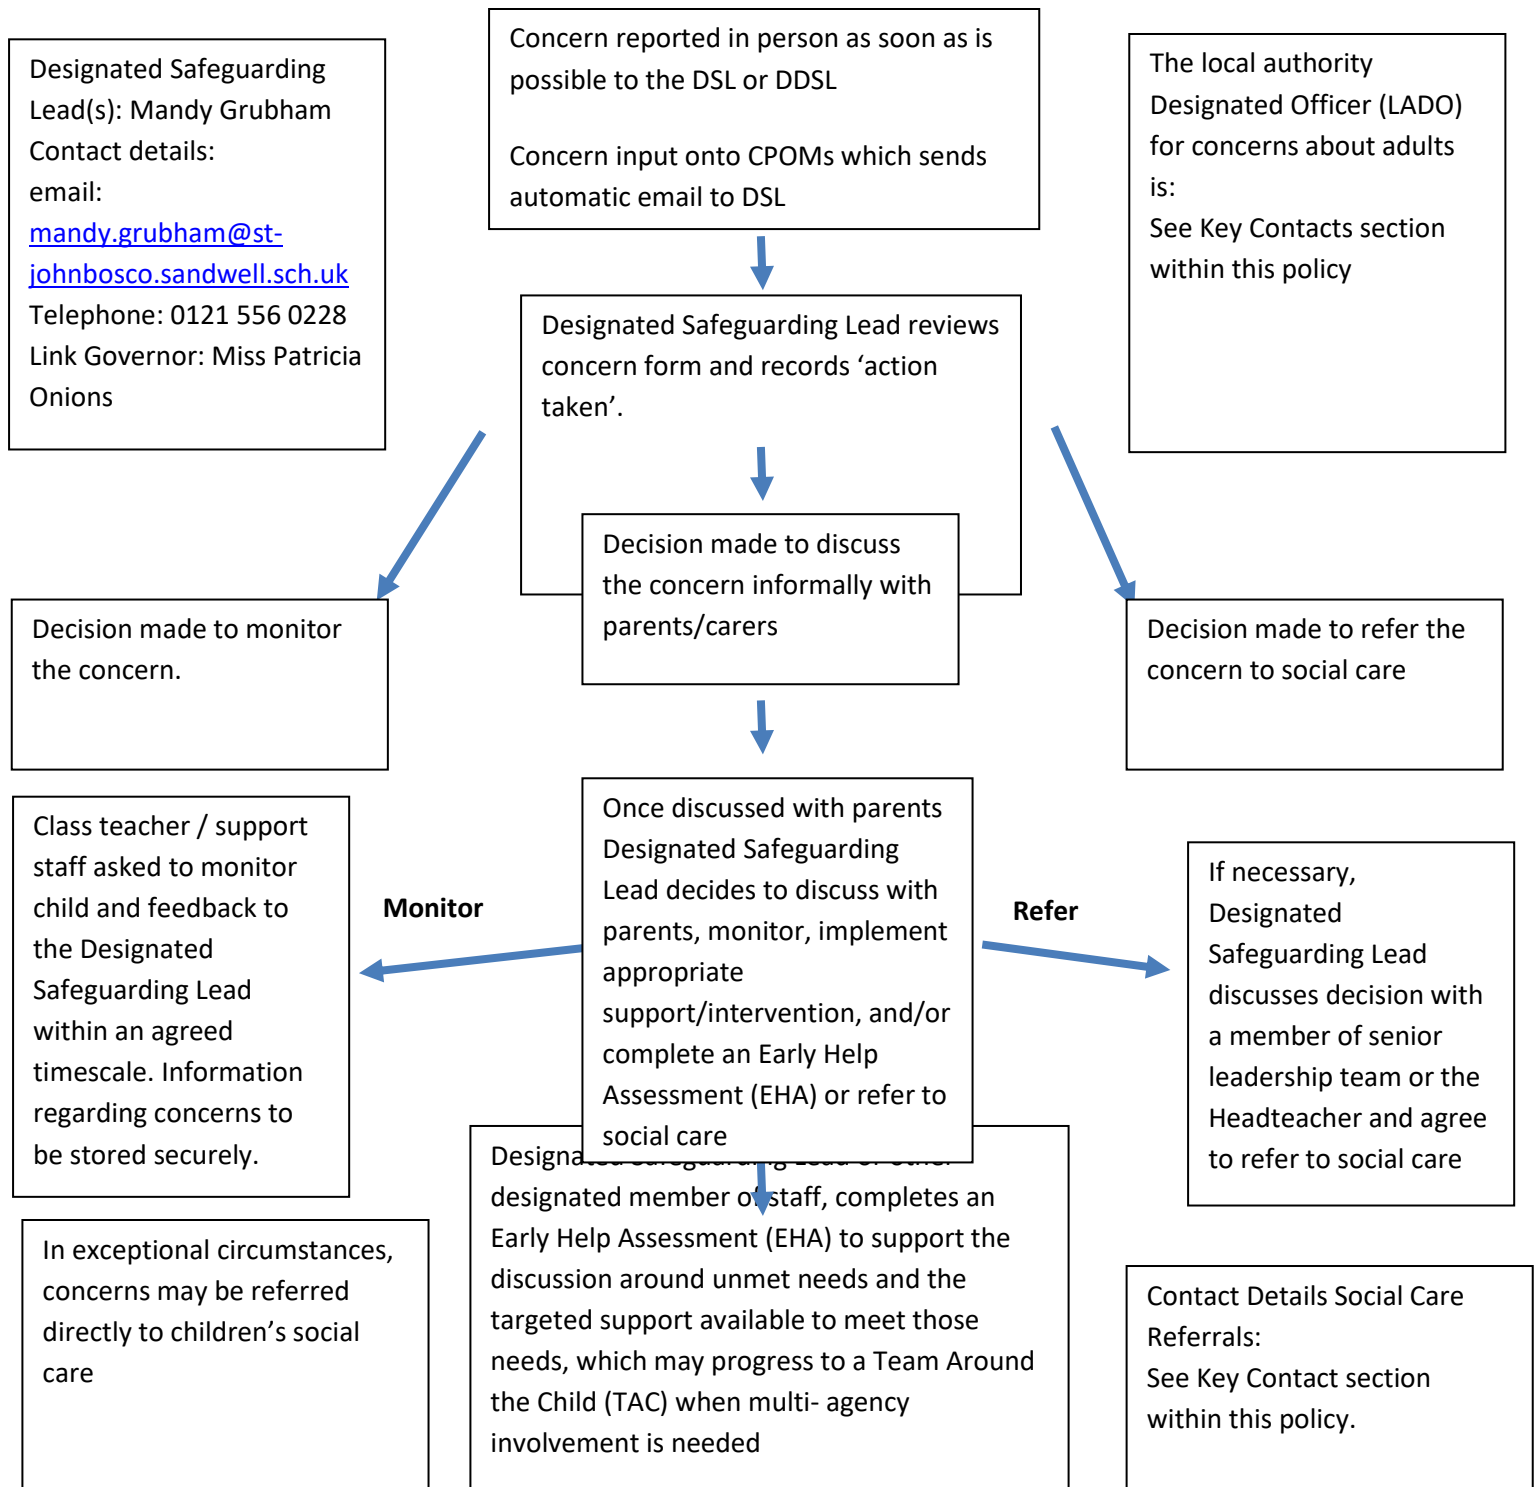 Designated Safeguarding
Lead(s): Mandy Grubham
Contact details:
email:
mandy.grubham@st-
johnbosco.sandwell.sch.uk
Telephone: 0121 556 0228
Link Governor: Miss Patricia
Onions
Concern reported in person as soon as is
possible to the DSL or DDSL
Concern input onto CPOMs which sends
automatic email to DSL
The local authority
Designated Officer (LADO)
for concerns about adults
is:
See Key Contacts section
within this policy
Designated Safeguarding Lead reviews
concern form and records ‘action
taken’.
Decision made to monitor
the concern.
Decision made to discuss
the concern informally with
parents/carers
Decision made to refer the
concern to social care
Class teacher / support
staff asked to monitor
child and feedback to
the Designated
Safeguarding Lead
within an agreed
timescale. Information
regarding concerns to
be stored securely.
Monitor
Once discussed with parents
Designated Safeguarding
Lead decides to discuss with
parents, monitor, implement
appropriate
support/intervention, and/or
complete an Early Help
Assessment (EHA) or refer to
social care
Refer
If necessary,
Designated
Safeguarding Lead
discusses decision with
a member of senior
leadership team or the
Headteacher and agree
to refer to social care
In exceptional circumstances,
concerns may be referred
directly to children’s social
care
Designated Safeguarding Lead or other
designated member of staff, completes an
Early Help Assessment (EHA) to support the
discussion around unmet needs and the
targeted support available to meet those
needs, which may progress to a Team Around
the Child (TAC) when multi- agency
involvement is needed
Contact Details Social Care
Referrals:
See Key Contact section
within this policy.